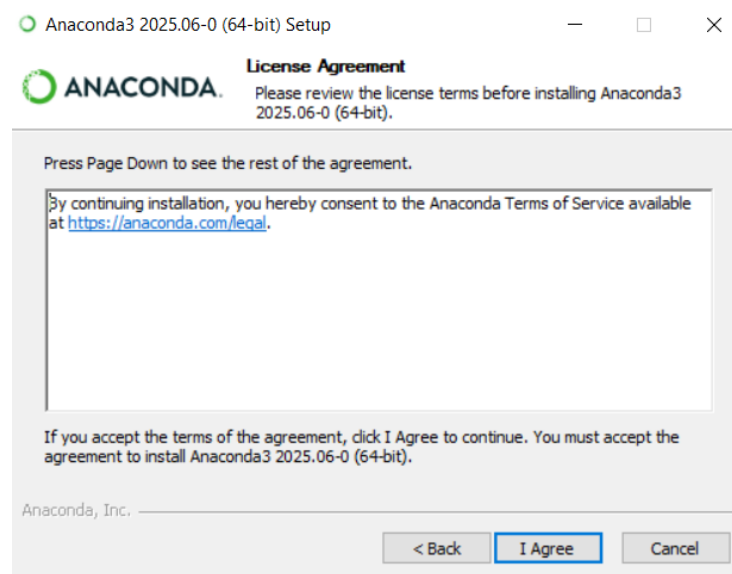 Anaconda3 2025.06-0 (64-bit) Setup
ANACONDA.
License Agreement
Please review the license terms before installing Anaconda3
2025.06-0 (64-bit).
Press Page Down to see the rest of the agreement.
By continuing installation, you hereby consent to the Anaconda Terms of Service available
at https://anaconda.com/legal.
If you accept the terms of the agreement, click I Agree to continue. You must accept the
agreement to install Anaconda3 2025.06-0 (64-bit).
Anaconda, Inc.
< Back
I Agree
Cancel